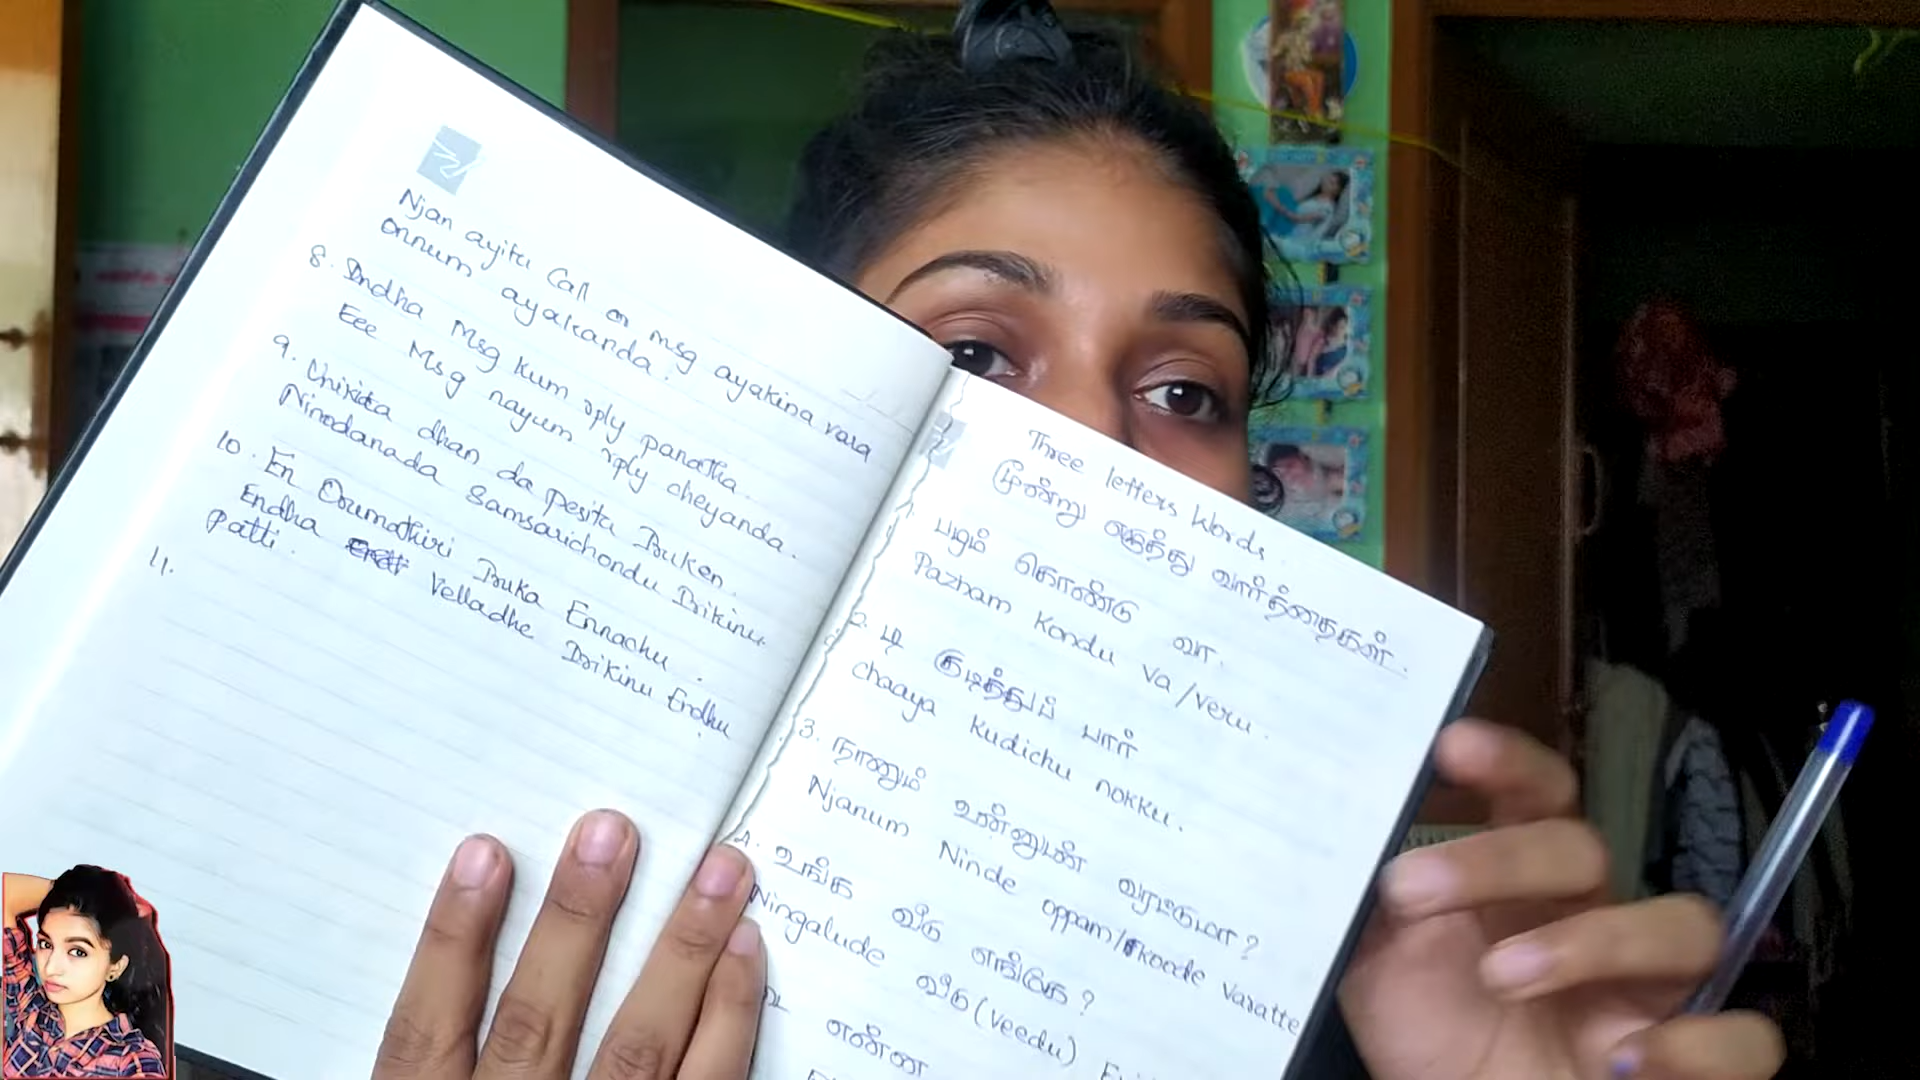 Njan ayitu Call or msg ayakina vara
Onnum ayakanda.
8. Indha Msg kum rply panatha.
Eee Msg nayum rply cheyanda.
9. Unkita dhan da pesitu Iruken.
Ninodanada Samsarichondu Irikinu.
10. En Orumathiri Iruka Ennachu.
Endha Velladhe Irikinu Endhu
patti.
11.
Three letters Words
மூன்று எழுத்து வார்த்தைகள்.
1. பழம் கொண்டு வா.
Pazham Kondu Va/Veru.
2. டீ குடித்துப் பார்
Chaaya Kudichu nokku.
3. நானும் உன்னுடன் வரட்டுமா?
Njanum Ninde oppam/koode Varatte
4. உங்க வீடு எங்கே?
Ningalude வீடு (Veedu)
என்ன